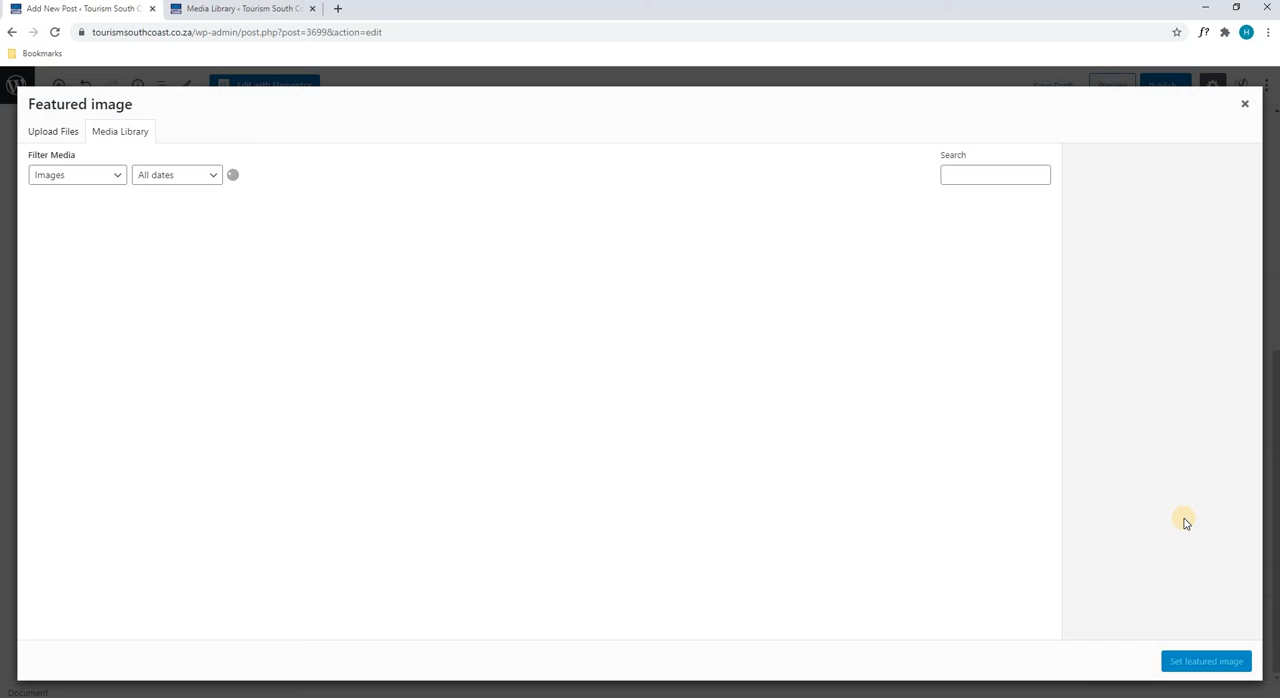 Add New Post ‹ Tourism South C
Media Library ‹ Tourism South Co
tourismsouthcoast.co.za/wp-admin/post.php?post=3699&action=edit
f?
H
Bookmarks
Edit with Elementor
Save Draft
Preview
Publish
Featured image
Upload Files
Media Library
Filter Media
Search
Images
All dates
Set featured image
Document